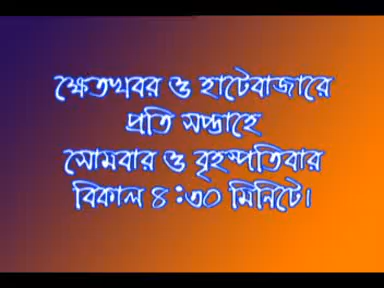 ক্ষেতখবর ও হাটেবাজারে
প্রতি সপ্তাহে
সোমবার ও বৃহস্পতিবার
বিকাল ৪:৩০ মিনিটে।